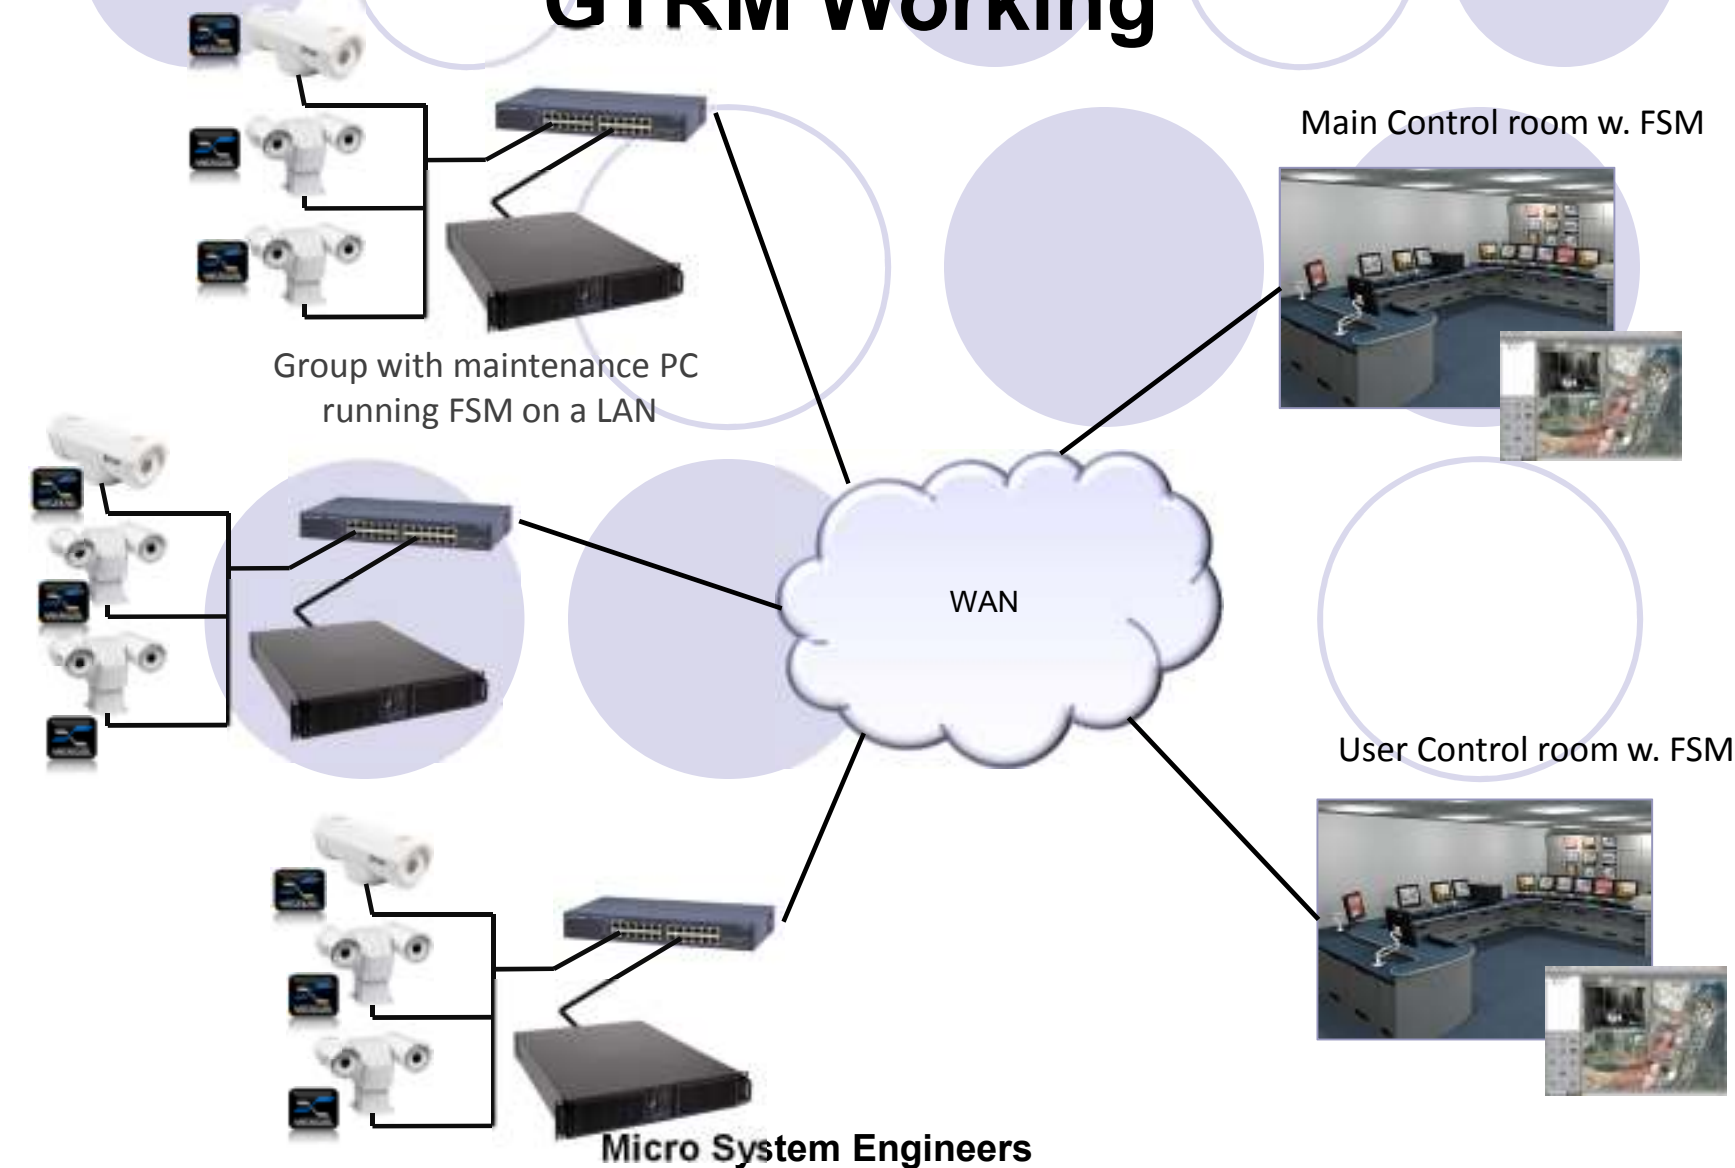 GTRM Working
Main Control room w. FSM
Group with maintenance PC
running FSM on a LAN
WAN
User Control room w. FSM
Micro System Engineers